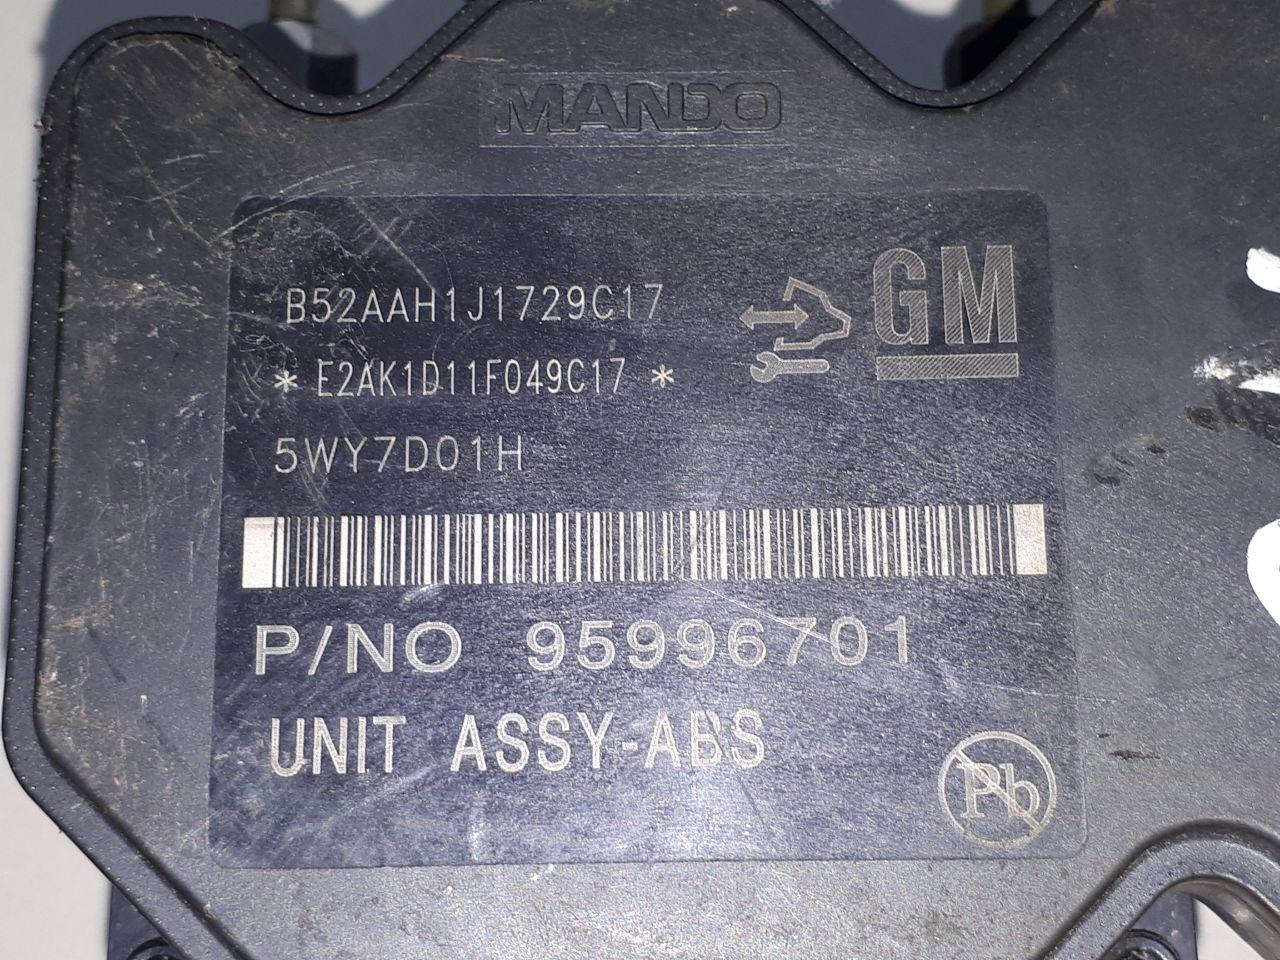 MANDO
B52AAH1J1729C17
GM
* E2AK1D11F049C17 *
5WY7D01H
P/NO 95996701
UNIT ASSY-ABS
Pb